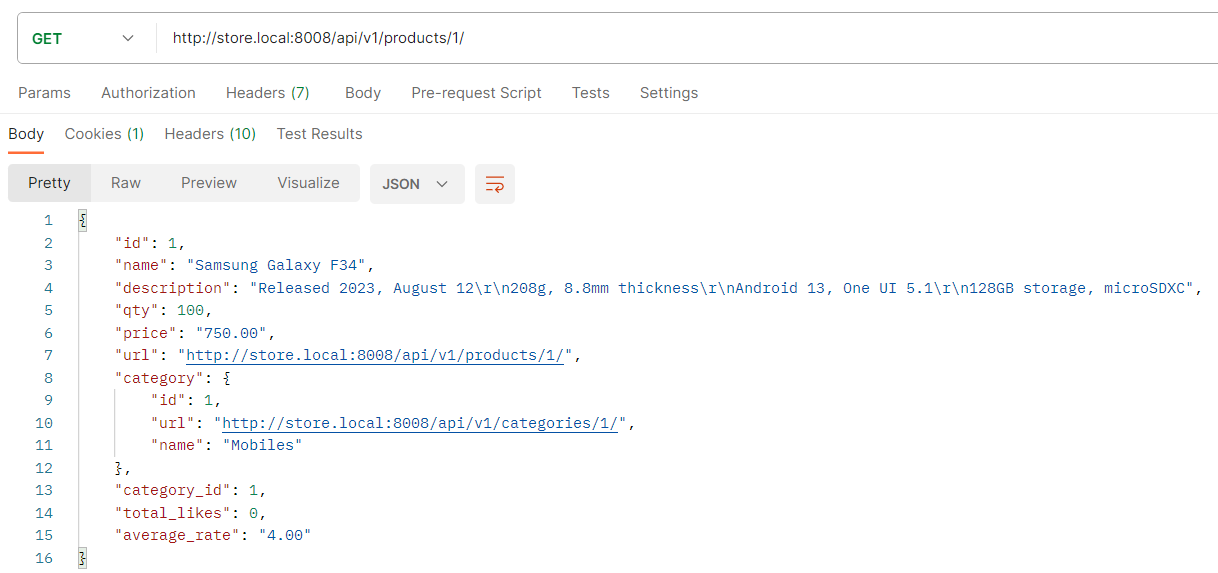 GET http://store.local:8008/api/v1/products/1/
Params Authorization Headers (7) Body Pre-request Script Tests Settings
Body Cookies (1) Headers (10) Test Results
Pretty Raw Preview Visualize JSON
1 {
2 "id": 1,
3 "name": "Samsung Galaxy F34",
4 "description": "Released 2023, August 12\r\n208g, 8.8mm thickness\r\nAndroid 13, One UI 5.1\r\n128GB storage, microSDXC",
5 "qty": 100,
6 "price": "750.00",
7 "url": "http://store.local:8008/api/v1/products/1/",
8 "category": {
9 "id": 1,
10 "url": "http://store.local:8008/api/v1/categories/1/",
11 "name": "Mobiles"
12 },
13 "category_id": 1,
14 "total_likes": 0,
15 "average_rate": "4.00"
16 }